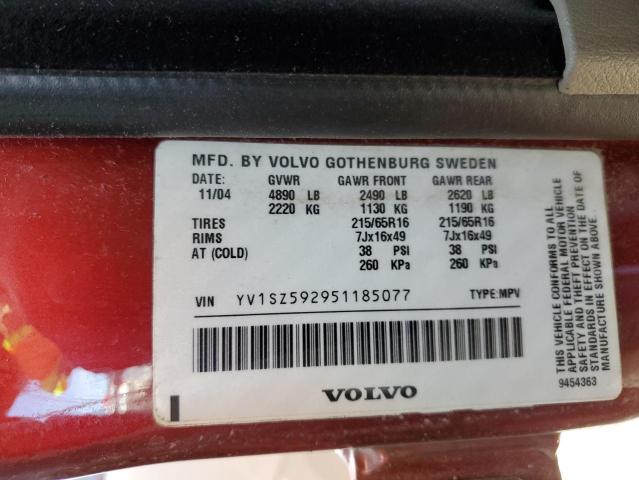 MFD. BY VOLVO GOTHENBURG SWEDEN
DATE: GVWR GAWR FRONT GAWR REAR
11/04 4890 LB 2490 LB 2620 LB
2220 KG 1130 KG 1190 KG
TIRES 215/65R16 215/65R16
RIMS 7Jx16x49 7Jx16x49
AT (COLD) 38 PSI 38 PSI
260 KPa 260 KPa
VIN YV1SZ592951185077 TYPE:MPV
VOLVO
THIS VEHICLE CONFORMS TO ALL
APPLICABLE FEDERAL MOTOR VEHICLE
SAFETY AND THEFT PREVENTION
STANDARDS IN EFFECT ON THE DATE OF
MANUFACTURE SHOWN ABOVE.
9454363